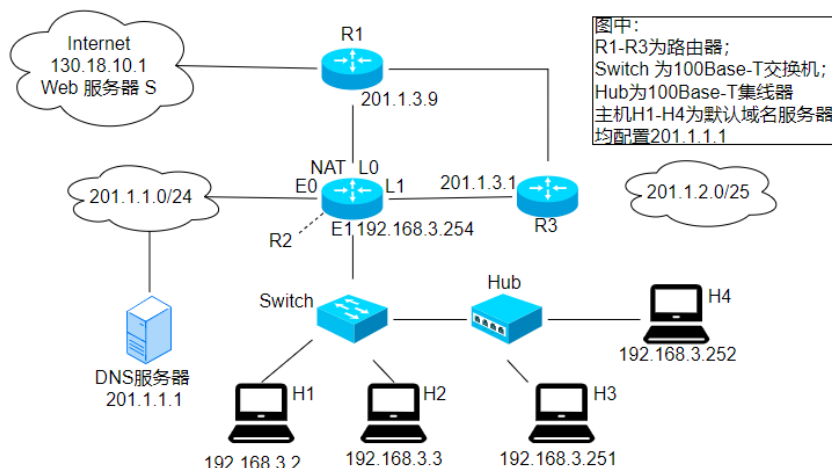 Internet
130.18.10.1
Web 服务器 S
R1
201.1.3.9
图中:
R1-R3为路由器;
Switch 为100Base-T交换机;
Hub为100Base-T集线器
主机H1-H4为默认域名服务器
均配置201.1.1.1
NAT L0
E0
L1
201.1.3.1
201.1.1.0/24
201.1.2.0/25
R2
E1
192.168.3.254
R3
Switch
Hub
H4
192.168.3.252
DNS服务器
201.1.1.1
H1
H2
H3
192.168.3.2
192.168.3.3
192.168.3.251